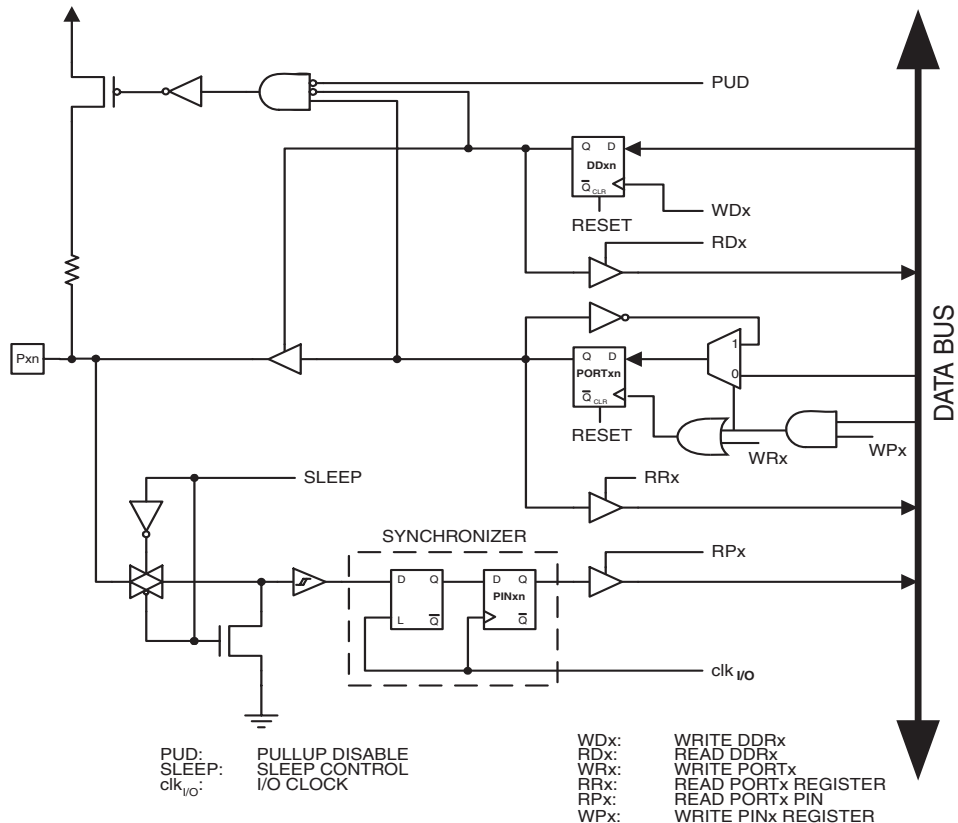 PUD
Q D
DDxn
Q CLR
WDx
RESET
RDx
1
Pxn
Q D
PORTxn
0
Q CLR
RESET
WRx
WPx
DATA BUS
SLEEP
RRx
SYNCHRONIZER
RPx
D Q
D Q
PINxn
L Q
Q
clk I/O
PUD: PULLUP DISABLE
SLEEP: SLEEP CONTROL
clkI/O: I/O CLOCK
WDx: WRITE DDRx
RDx: READ DDRx
WRx: WRITE PORTx
RRx: READ PORTx REGISTER
RPx: READ PORTx PIN
WPx: WRITE PINx REGISTER